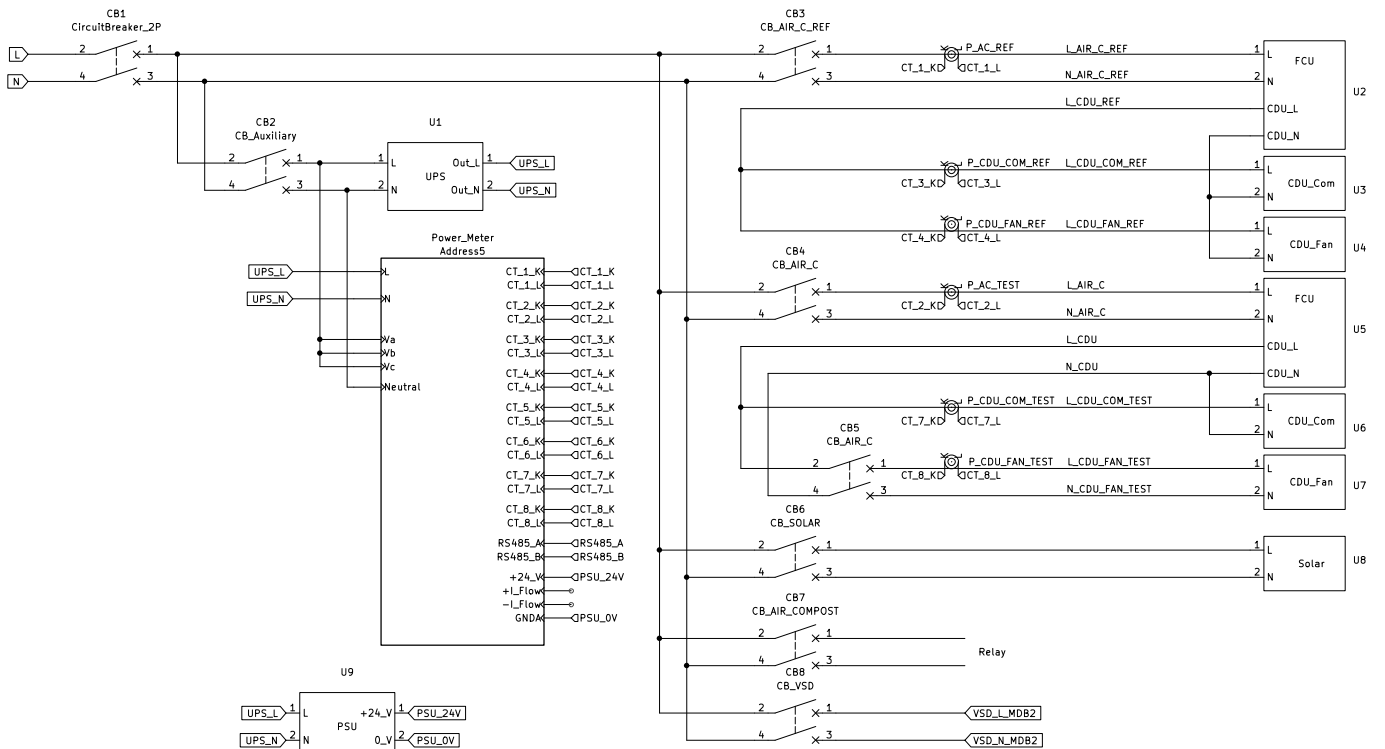 CB1
CircuitBreaker_2P
CB3
CB_AIR_C_REF
L 2 1 2 1 P_AC_REF L_AIR_C_REF 1 L
FCU
CT_1_K CT_1_L
N 4 3 4 3 N_AIR_C_REF 2 N
U2
L_CDU_REF CDU_L
CB2
CB_Auxiliary
U1
CDU_N
2 1 1 L Out_L 1 UPS_L
P_CDU_COM_REF L_CDU_COM_REF 1 L
UPS
CT_3_K CT_3_L
CDU_Com
U3
4 3 2 N Out_N 2 UPS_N
2 N
P_CDU_FAN_REF L_CDU_FAN_REF 1 L
CT_4_K CT_4_L
CDU_Fan
U4
2 N
Power_Meter
Address5
CB4
CB_AIR_C
UPS_L L
CT_1_K CT_1_K
CT_1_L CT_1_L
2 1 P_AC_TEST L_AIR_C 1 L
FCU
UPS_N N
CT_2_K CT_2_K
CT_2_K CT_2_L
CT_2_L CT_2_L
4 3 N_AIR_C 2 N
U5
Va
CT_3_K CT_3_K
L_CDU CDU_L
Vb
CT_3_L CT_3_L
Vc
N_CDU CDU_N
CT_4_K CT_4_K
Neutral
CT_4_L CT_4_L
CT_5_K CT_5_K
P_CDU_COM_TEST L_CDU_COM_TEST 1 L
CT_5_L CT_5_L
CT_7_K CT_7_L
CDU_Com
U6
2 N
CB5
CB_AIR_C
CT_6_K CT_6_K
CT_6_L CT_6_L
2 1 P_CDU_FAN_TEST L_CDU_FAN_TEST 1 L
CT_7_K CT_7_K
CT_8_K CT_8_L
CDU_Fan
U7
CT_7_L CT_7_L
4 3 N_CDU_FAN_TEST 2 N
CT_8_K CT_8_K
CT_8_L CT_8_L
CB6
CB_SOLAR
RS485_A RS485_A
RS485_B RS485_B
2 1 1 L
Solar
U8
+24_V PSU_24V
4 3 2 N
+I_Flow
-I_Flow
GNDA PSU_0V
CB7
CB_AIR_COMPOST
2 1
Relay
4 3
CB8
CB_VSD
U9
UPS_L 1 L +24_V 1 PSU_24V
2 1 VSD_L_MDB2
PSU
UPS_N 2 N 0_V 2 PSU_0V
4 3 VSD_N_MDB2